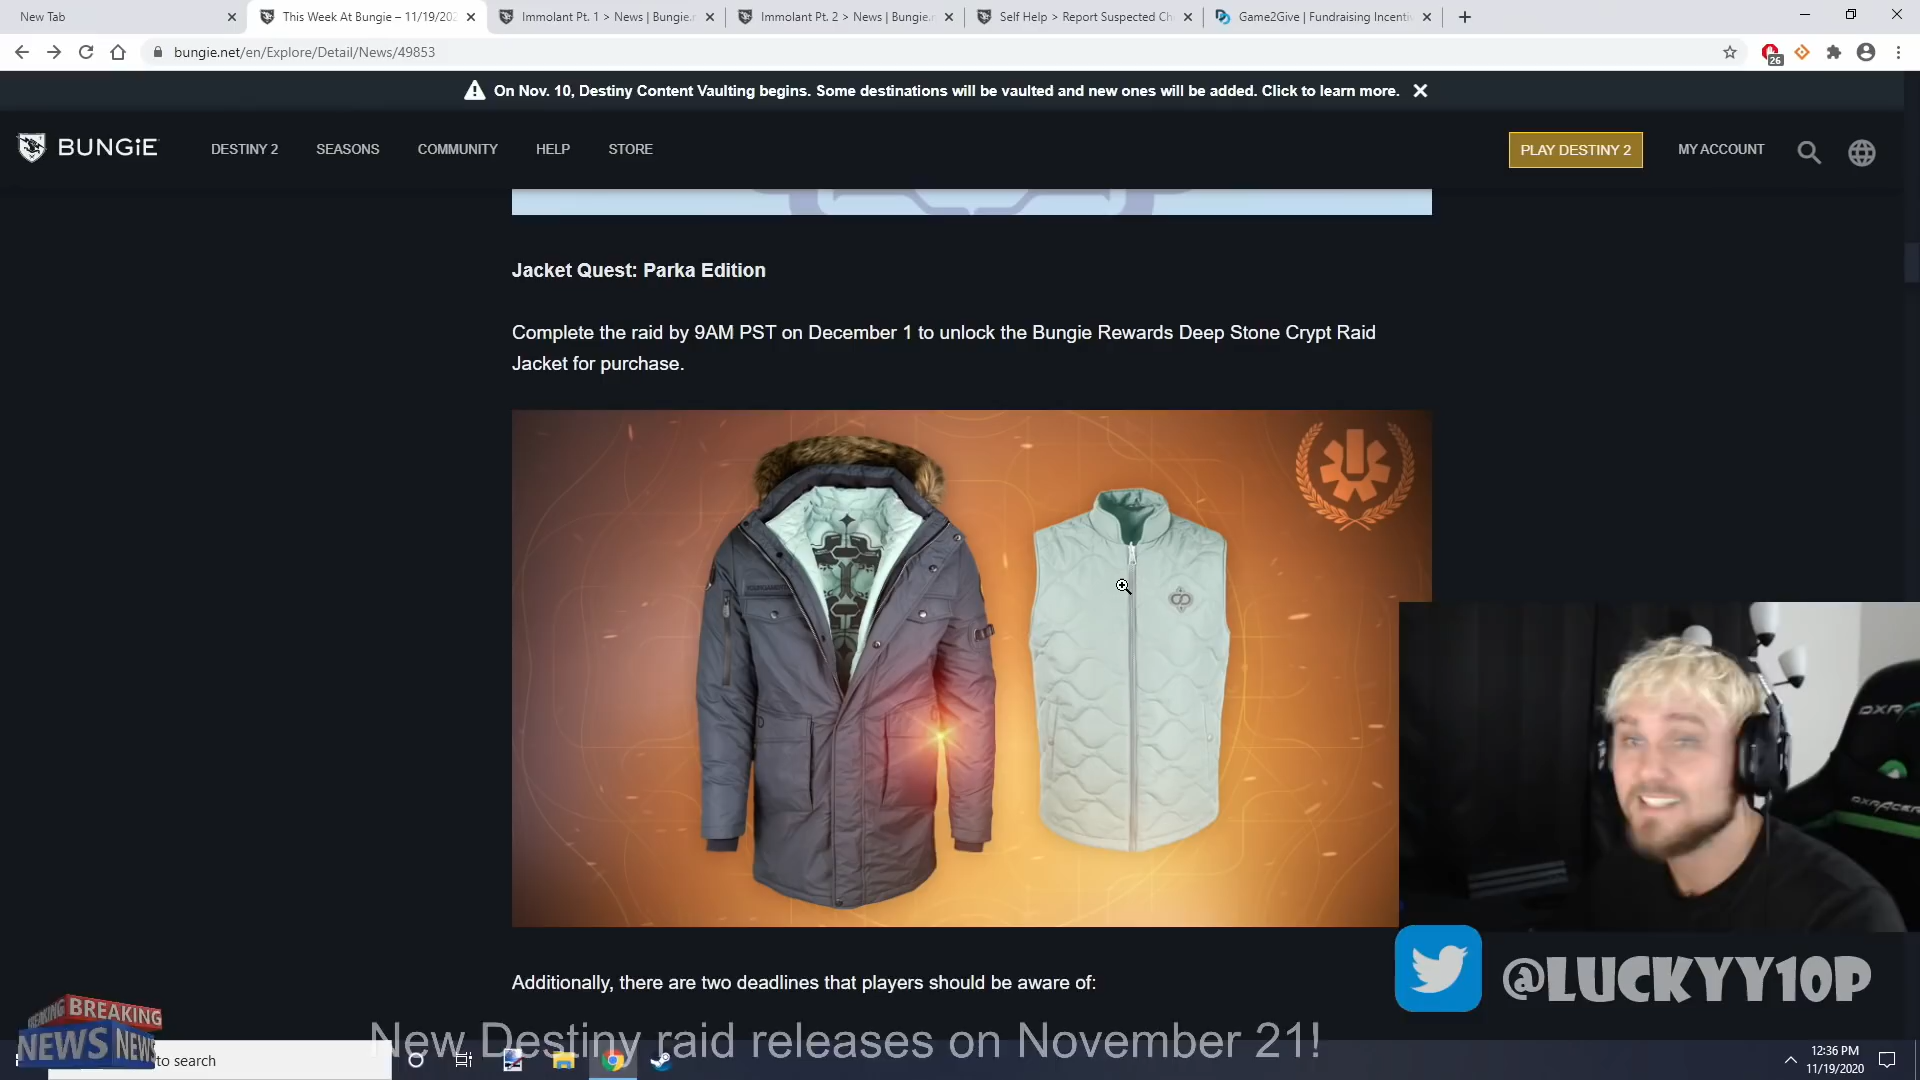 New Tab
This Week At Bungie – 11/19/202
Immolant Pt. 1 > News | Bungie.n
Immolant Pt. 2 > News | Bungie.n
Self Help > Report Suspected Ch
Game2Give | Fundraising Incenti
bungie.net/en/Explore/Detail/News/49853
26
On Nov. 10, Destiny Content Vaulting begins. Some destinations will be vaulted and new ones will be added. Click to learn more.
BUNGiE
DESTINY 2
SEASONS
COMMUNITY
HELP
STORE
PLAY DESTINY 2
MY ACCOUNT
Jacket Quest: Parka Edition
Complete the raid by 9AM PST on December 1 to unlock the Bungie Rewards Deep Stone Crypt Raid
Jacket for purchase.
DXRACER
Additionally, there are two deadlines that players should be aware of:
@LUCKYY10P
BREAKING BREAKING
NEWS NEWS
to search
New Destiny raid releases on November 21!
12:36 PM
11/19/2020